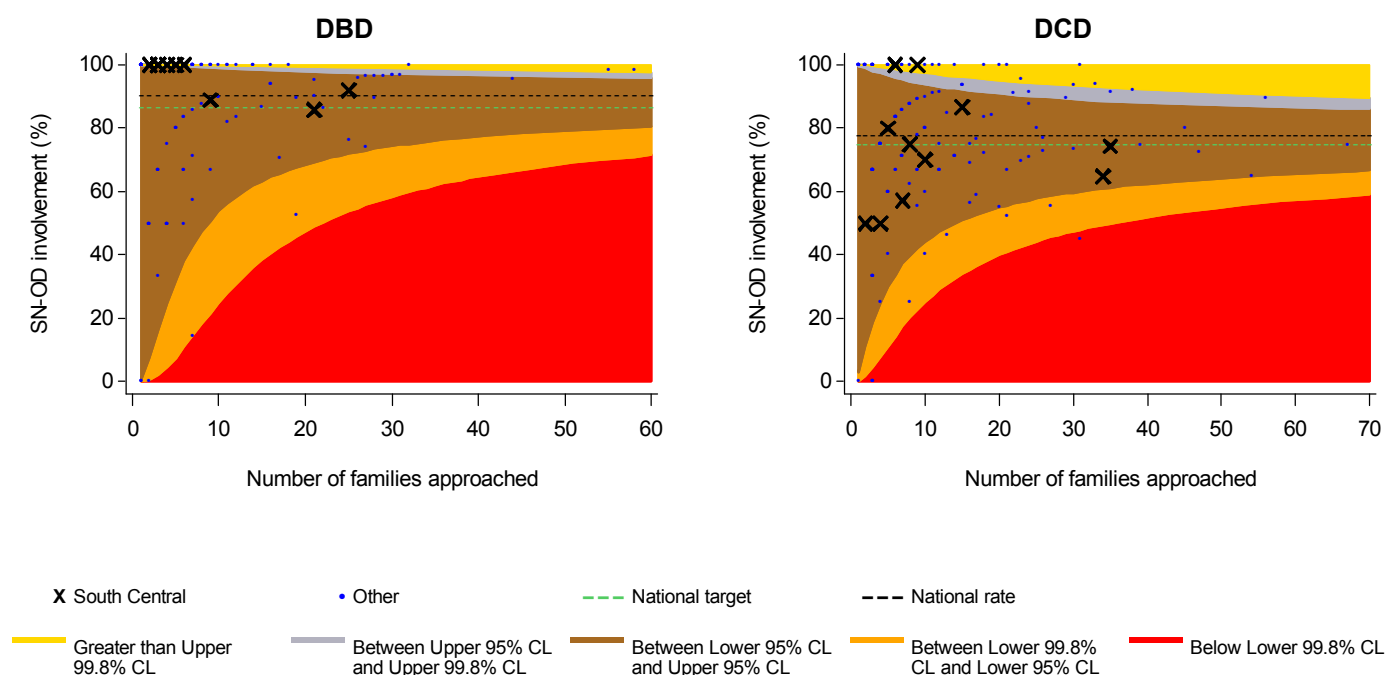 DBD
DCD
SN-OD involvement (%)
100
80
60
40
20
0
0 10 20 30 40 50 60
Number of families approached
SN-OD involvement (%)
100
80
60
40
20
0
0 10 20 30 40 50 60 70
Number of families approached
X South Central
Other
National target
National rate
Greater than Upper
99.8% CL
Between Upper 95% CL
and Upper 99.8% CL
Between Lower 95% CL
and Upper 95% CL
Between Lower 99.8%
CL and Lower 95% CL
Below Lower 99.8% CL